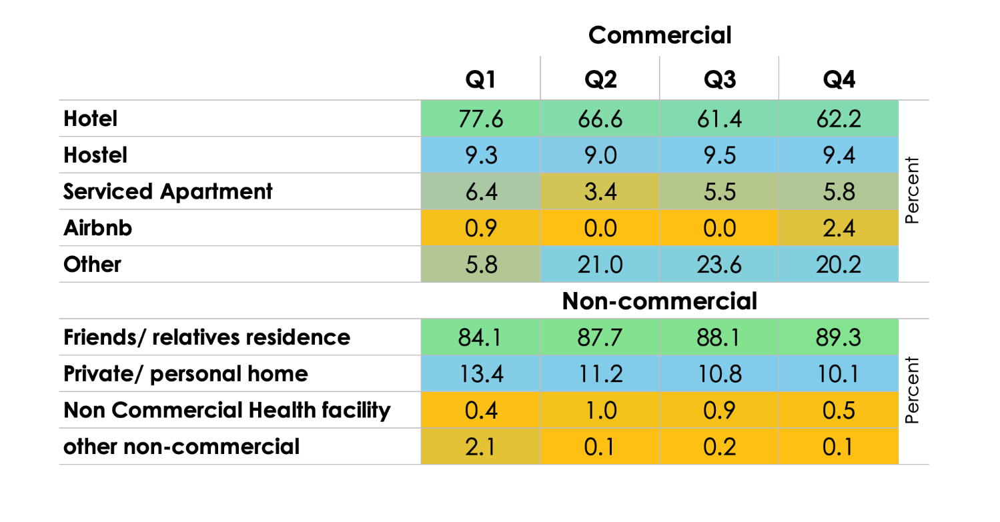 Commercial
Q1 Q2 Q3 Q4
Hotel 77.6 66.6 61.4 62.2
Hostel 9.3 9.0 9.5 9.4
Serviced Apartment 6.4 3.4 5.5 5.8
Airbnb 0.9 0.0 0.0 2.4
Other 5.8 21.0 23.6 20.2
Percent
Non-commercial
Friends/ relatives residence 84.1 87.7 88.1 89.3
Private/ personal home 13.4 11.2 10.8 10.1
Non Commercial Health facility 0.4 1.0 0.9 0.5
other non-commercial 2.1 0.1 0.2 0.1
Percent